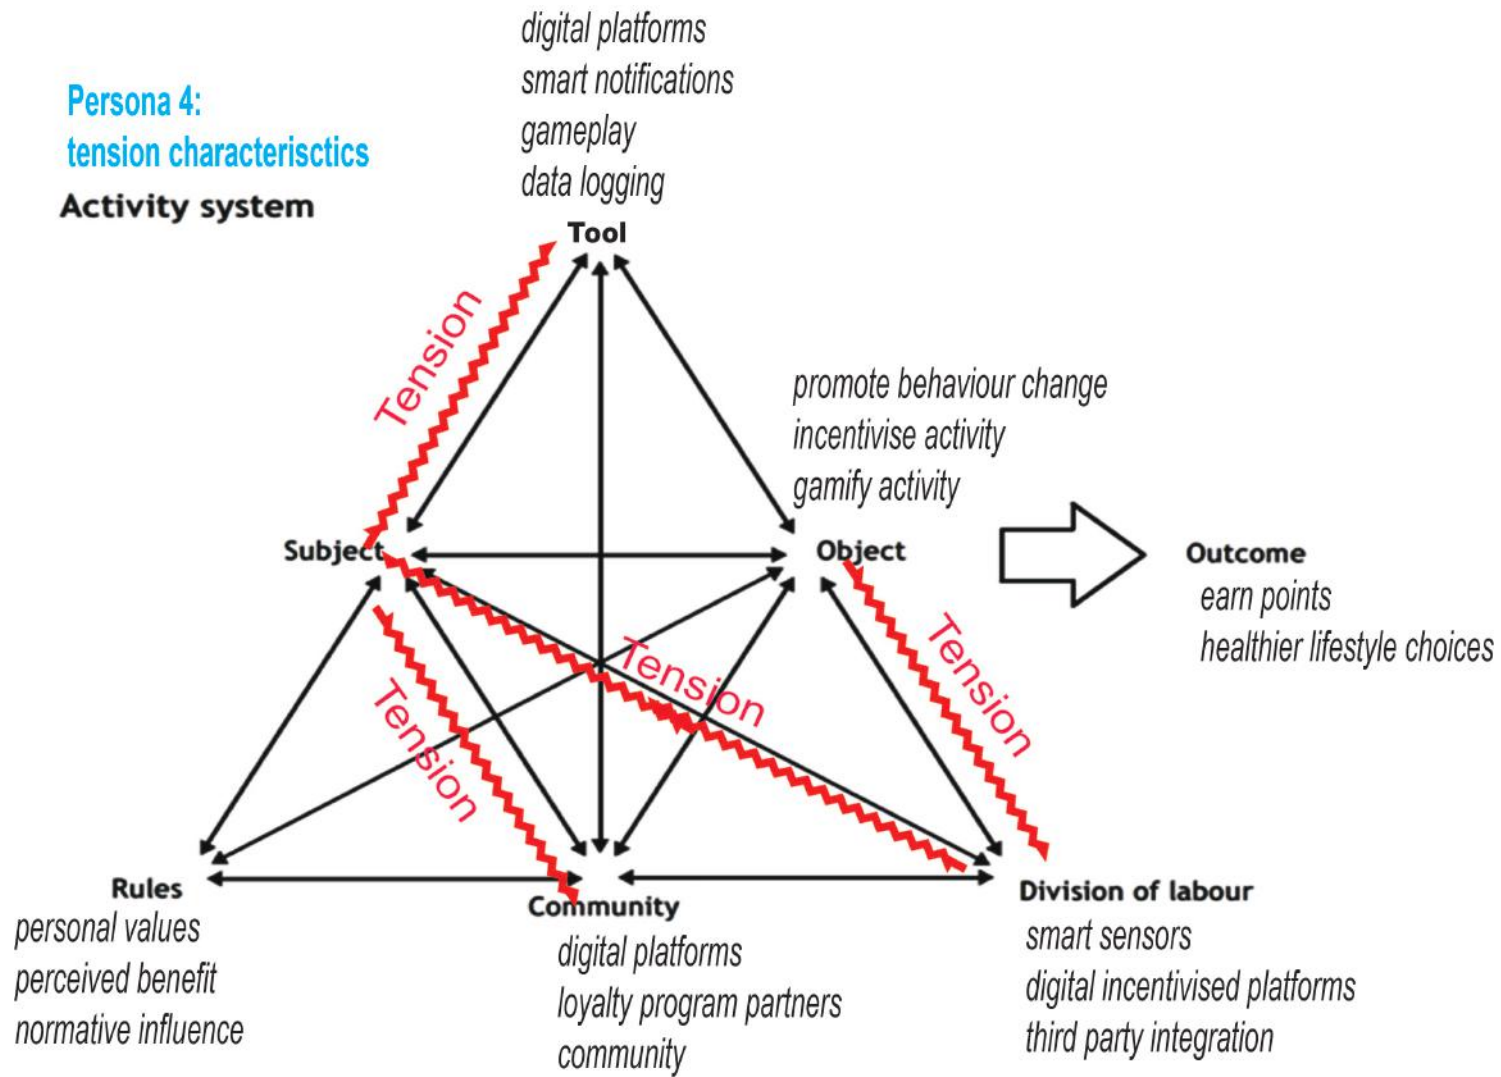 digital platforms
smart notifications
gameplay
data logging
Persona 4:
tension characterisctics
Activity system
Tool
Tension
promote behaviour change
incentivise activity
gamify activity
Subject
Object
Outcome
earn points
healthier lifestyle choices
Tension
Tension
Tension
Rules
personal values
perceived benefit
normative influence
Community
digital platforms
loyalty program partners
community
Division of labour
smart sensors
digital incentivised platforms
third party integration